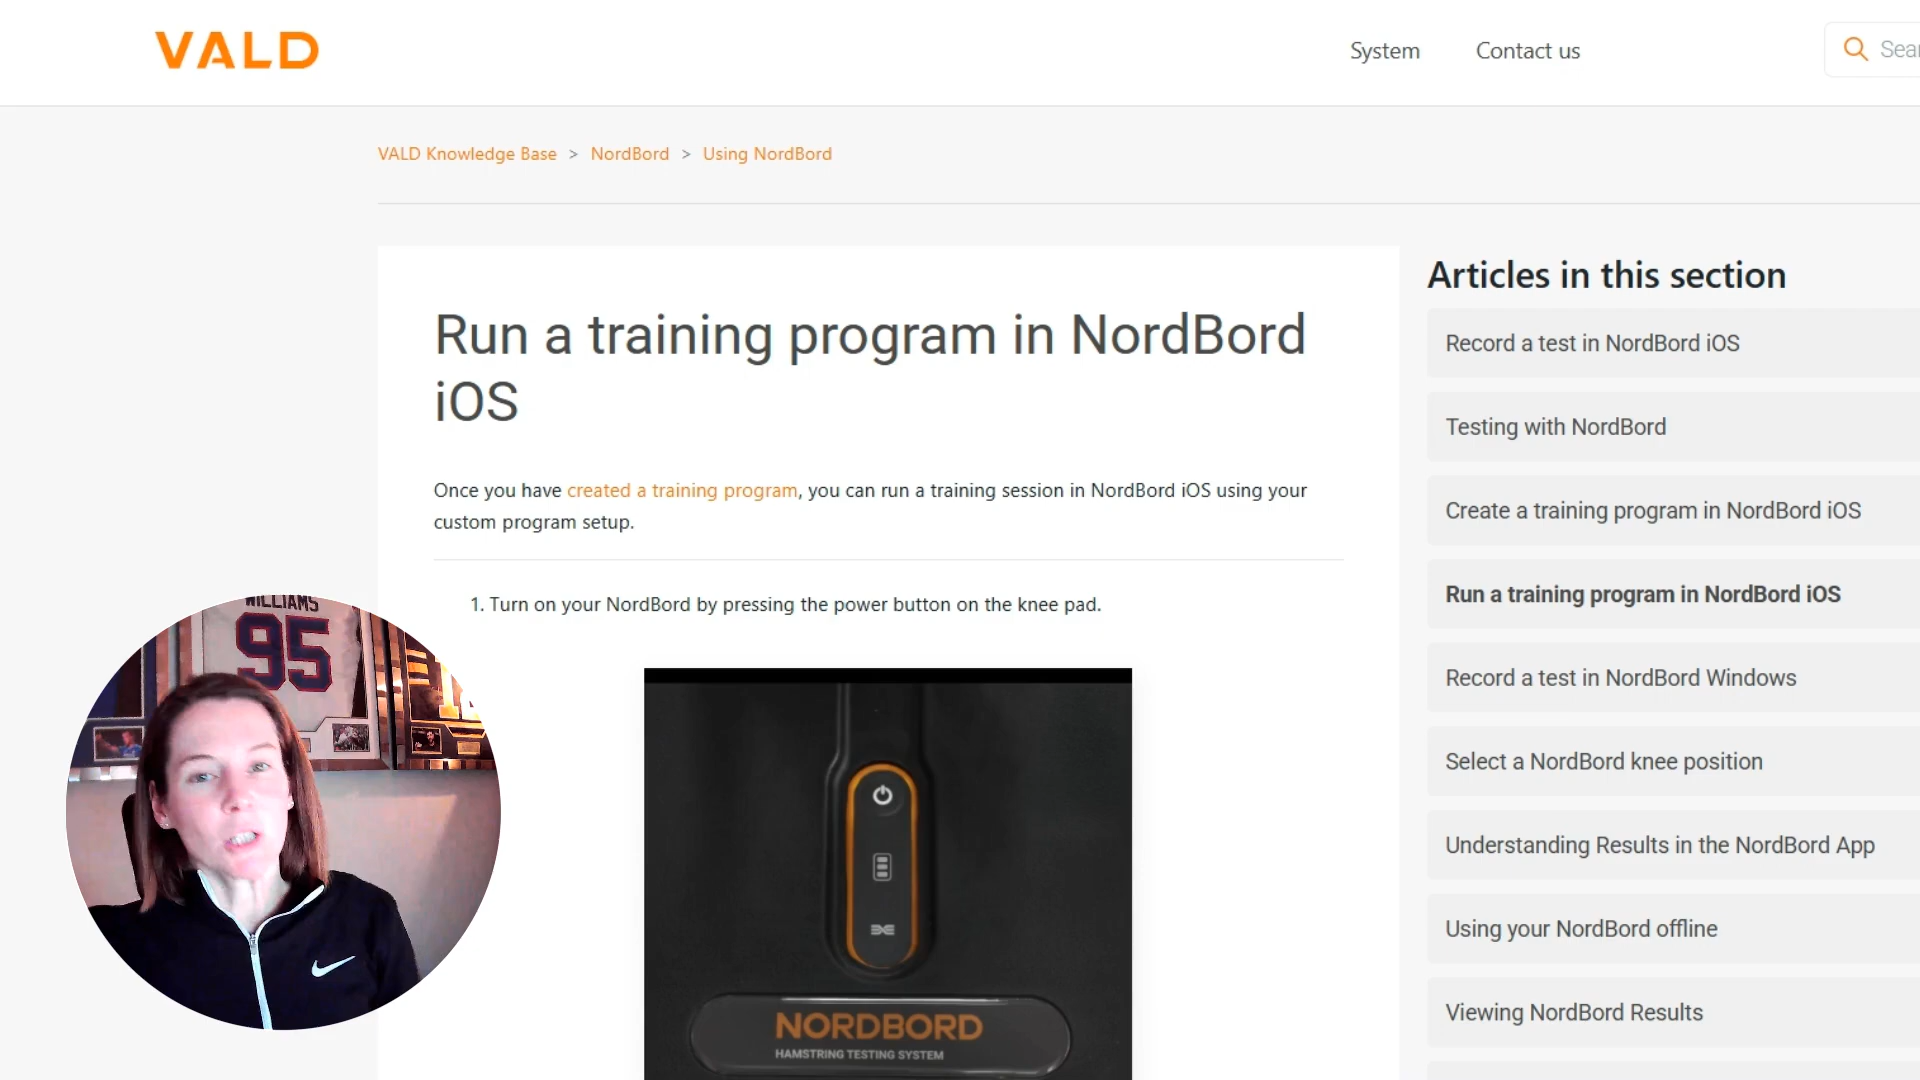 VALD
System
Contact us
VALD Knowledge Base > NordBord > Using NordBord
Run a training program in NordBord
iOS
Once you have created a training program, you can run a training session in NordBord iOS using your
custom program setup.
1. Turn on your NordBord by pressing the power button on the knee pad.
NORDBORD
HAMSTRING TESTING SYSTEM
Articles in this section
Record a test in NordBord iOS
Testing with NordBord
Create a training program in NordBord iOS
Run a training program in NordBord iOS
Record a test in NordBord Windows
Select a NordBord knee position
Understanding Results in the NordBord App
Using your NordBord offline
Viewing NordBord Results
WILLIAMS
95